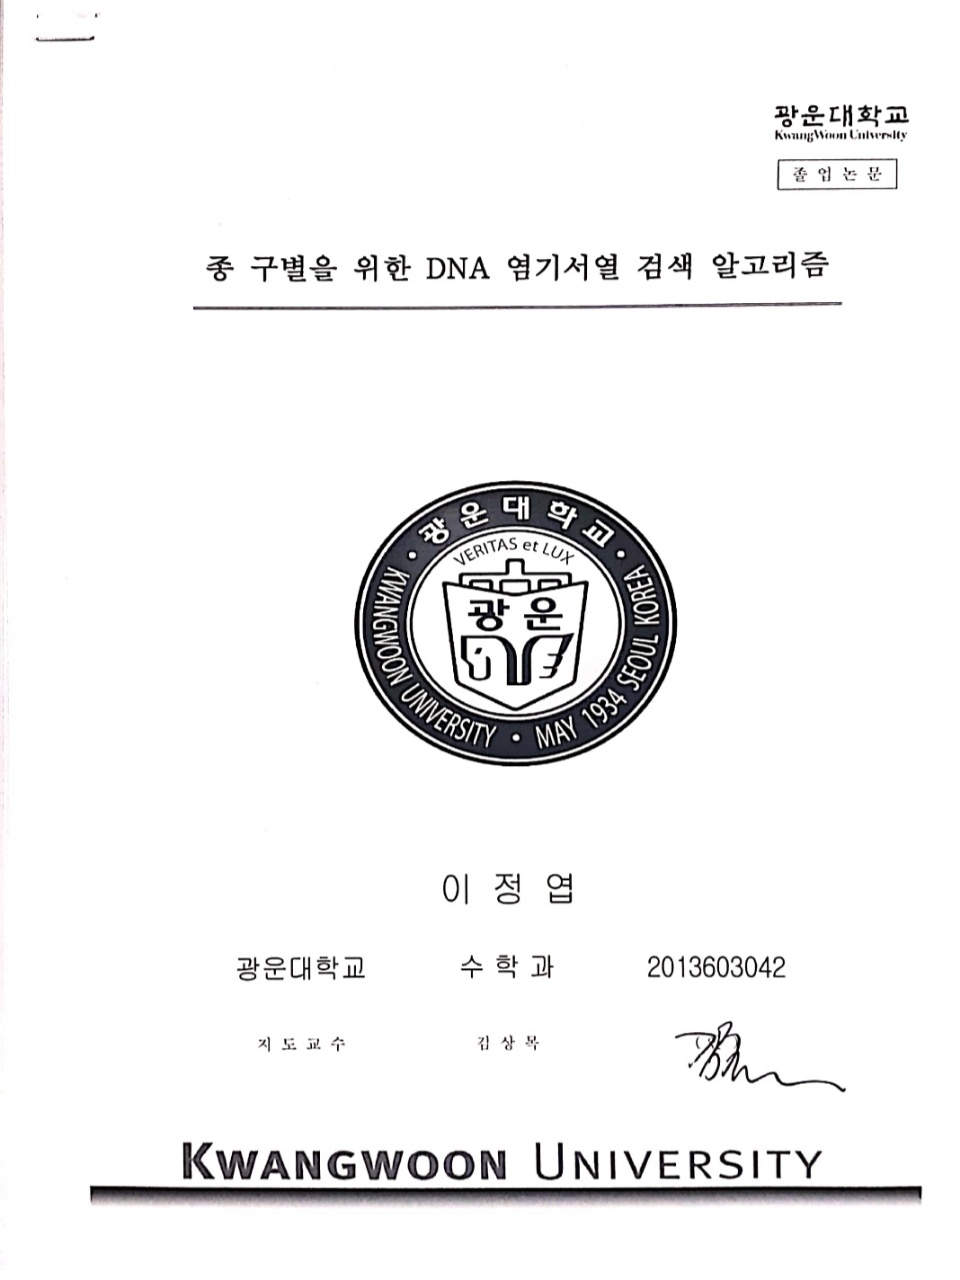 광운대학교
KwangWoon University
졸업논문
종 구별을 위한 DNA 염기서열 검색 알고리즘
광운대학교
VERITAS et LUX
광운
KWANGWOON UNIVERSITY • MAY 1934 SEOUL KOREA
이 정 엽
광운대학교 수 학 과 2013603042
지 도 교 수 김 상 목
KWANGWOON UNIVERSITY